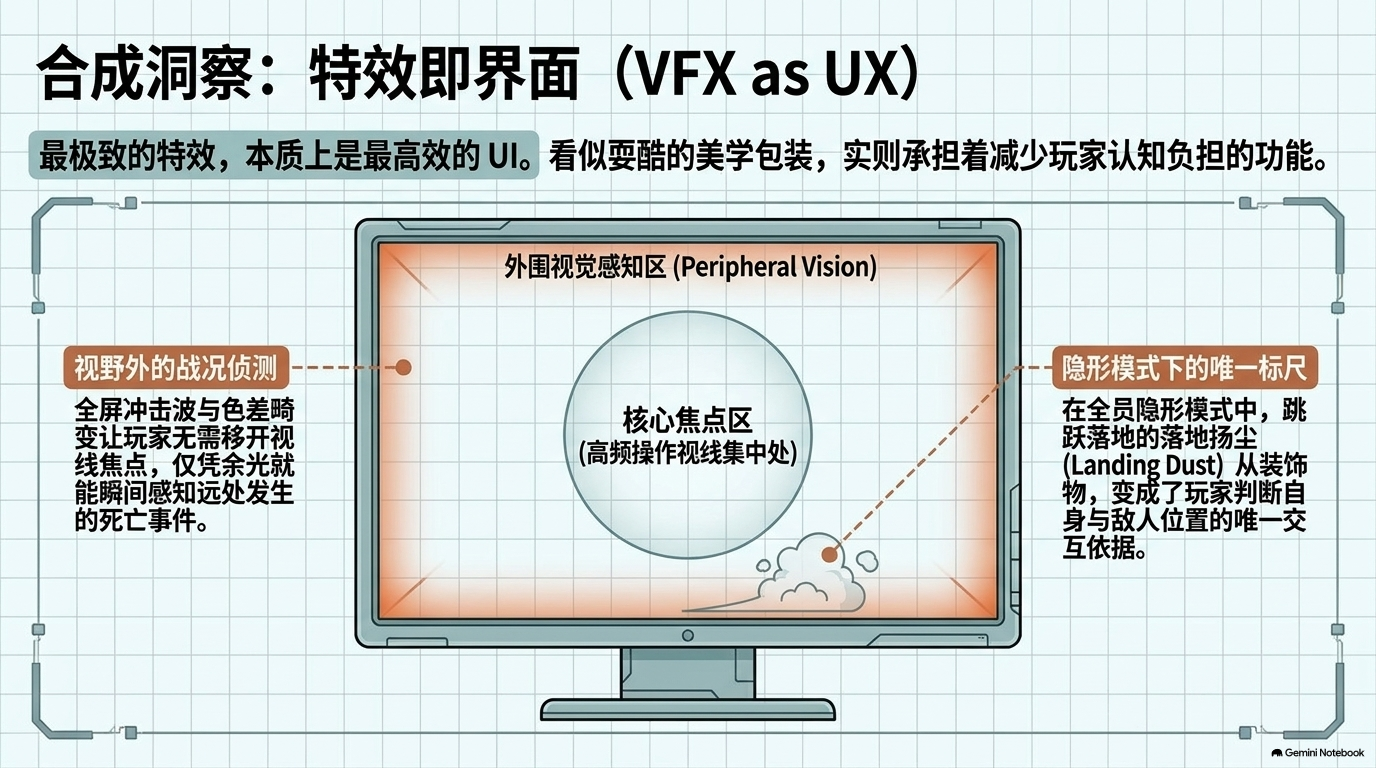 合成洞察：特效即界面（VFX as UX）
最极致的特效，本质上是最高效的 UI。看似耍酷的美学包装，实则承担着减少玩家认知负担的功能。
外围视觉感知区 (Peripheral Vision)
视野外的战况侦测
全屏冲击波与色差畸
变让玩家无需移开视
线焦点，仅凭余光就
能瞬间感知远处发生
的死亡事件。
核心焦点区
(高频操作视线集中处)
隐形模式下的唯一标尺
在全员隐形模式中，跳
跃落地的落地扬尘
(Landing Dust) 从装饰
物，变成了玩家判断自
身与敌人位置的唯一交
互依据。
Gemini Notebook